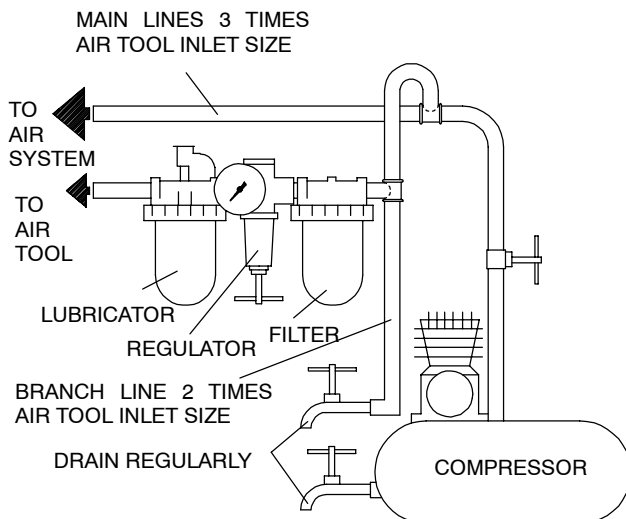 MAIN LINES 3 TIMES
AIR TOOL INLET SIZE
TO
AIR
SYSTEM
TO
AIR
TOOL
LUBRICATOR
REGULATOR
FILTER
BRANCH LINE 2 TIMES
AIR TOOL INLET SIZE
DRAIN REGULARLY
COMPRESSOR